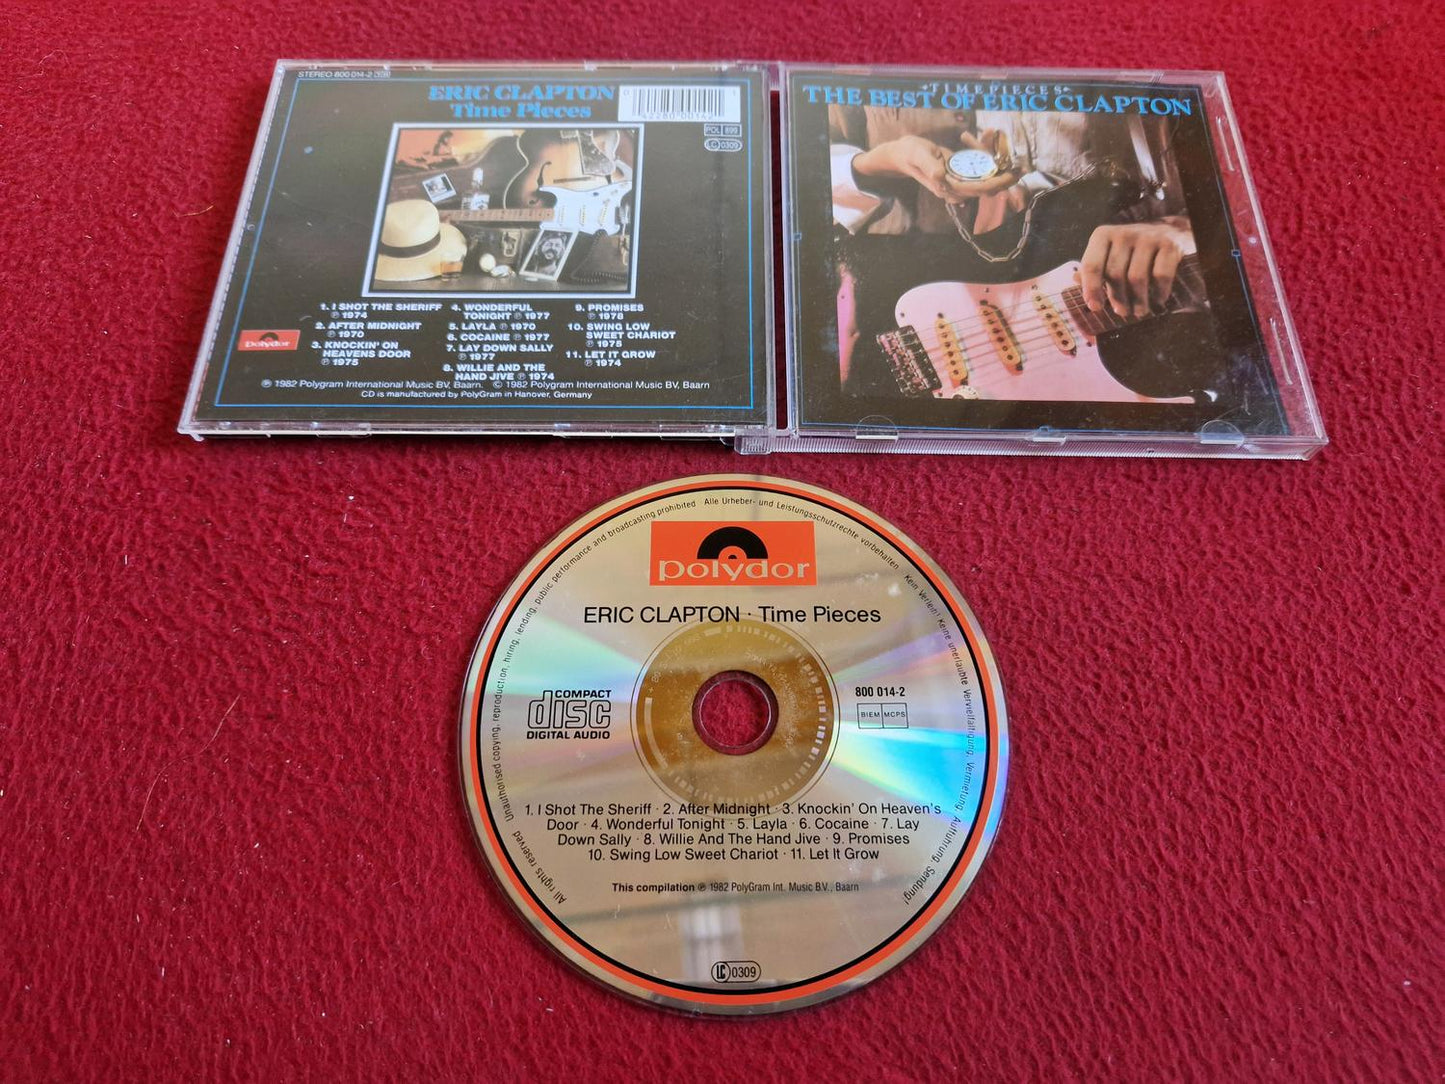 STEREO 800 014-2
ERIC CLAPTON
Time Pieces
0
42280 00142
1
POL 899
LC 0309
1. I SHOT THE SHERIFF
℗ 1974
2. AFTER MIDNIGHT
℗ 1970
3. KNOCKIN' ON
HEAVENS DOOR
℗ 1975
4. WONDERFUL
TONIGHT ℗ 1977
5. LAYLA ℗ 1970
6. COCAINE ℗ 1977
7. LAY DOWN SALLY
℗ 1977
8. WILLIE AND THE
HAND JIVE ℗ 1974
9. PROMISES
℗ 1978
10. SWING LOW
SWEET CHARIOT
℗ 1975
11. LET IT GROW
℗ 1974
polydor
℗ 1982 Polygram International Music BV, Baarn. © 1982 Polygram International Music BV, Baarn
CD is manufactured by PolyGram in Hanover, Germany
TIMEPIECES
THE BEST OF ERIC CLAPTON
All rights reserved. Unauthorised copying, reproduction, hiring, lending, public performance and broadcasting prohibited Alle Urheber- und Leistungsschutzrechte vorbehalten Kein Verleih! Keine unerlaubte Vervielfältigung, Vermietung, Aufführung, Sendung!
polydor
ERIC CLAPTON · Time Pieces
COMPACT
disc
DIGITAL AUDIO
800 014-2
BIEM MCPS
1. I Shot The Sheriff · 2. After Midnight · 3. Knockin' On Heaven's
Door · 4. Wonderful Tonight · 5. Layla · 6. Cocaine · 7. Lay
Down Sally · 8. Willie And The Hand Jive · 9. Promises
10. Swing Low Sweet Chariot · 11. Let It Grow
This compilation ℗ 1982 PolyGram Int. Music B.V., Baarn
LC 0309